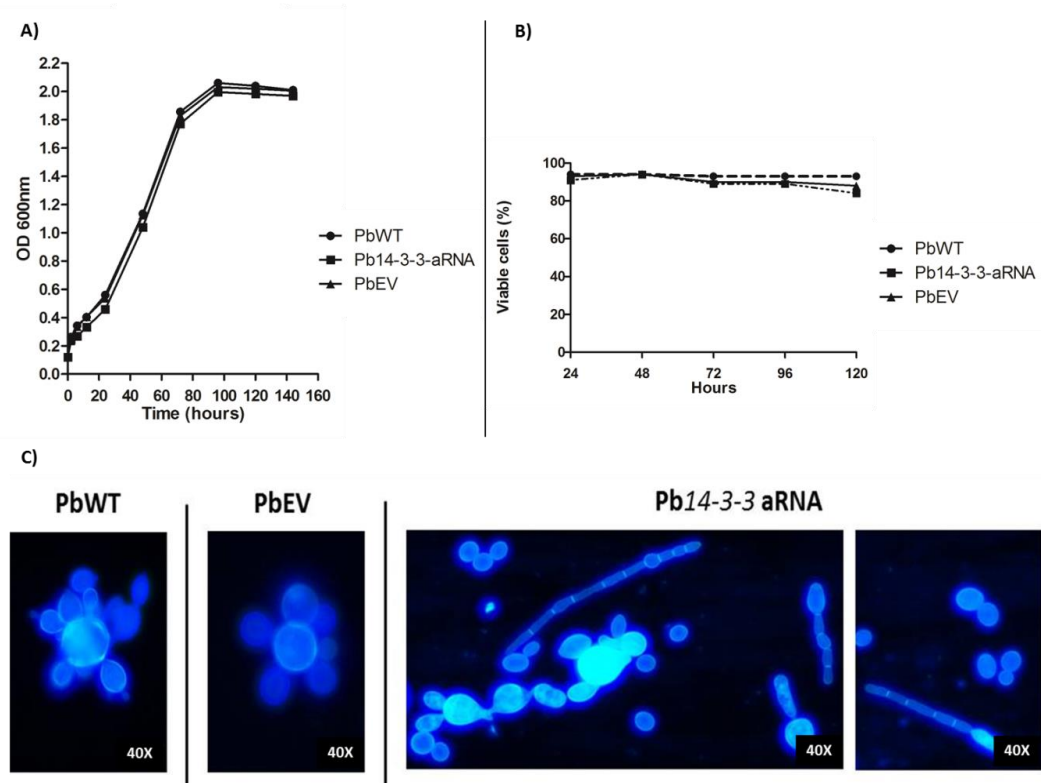 A)
2.2
2.0
1.8
1.6
1.4
1.2
1.0
0.8
0.6
0.4
0.2
0.0
0 20 40 60 80 100 120 140 160
Time (hours)
OD 600nm
PbWT
Pb14-3-3-aRNA
PbEV
B)
100
80
60
40
20
0
24 48 72 96 120
Hours
Viable cells (%)
PbWT
Pb14-3-3-aRNA
PbEV
C)
PbWT
PbEV
Pb14-3-3 aRNA
40X
40X
40X
40X